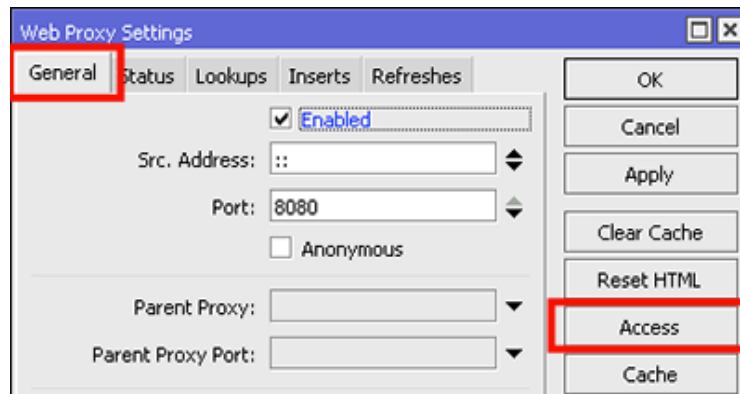 Web Proxy Settings
General Status Lookups Inserts Refreshes
Enabled
Src. Address: ::
Port: 8080
Anonymous
Parent Proxy:
Parent Proxy Port:
OK
Cancel
Apply
Clear Cache
Reset HTML
Access
Cache